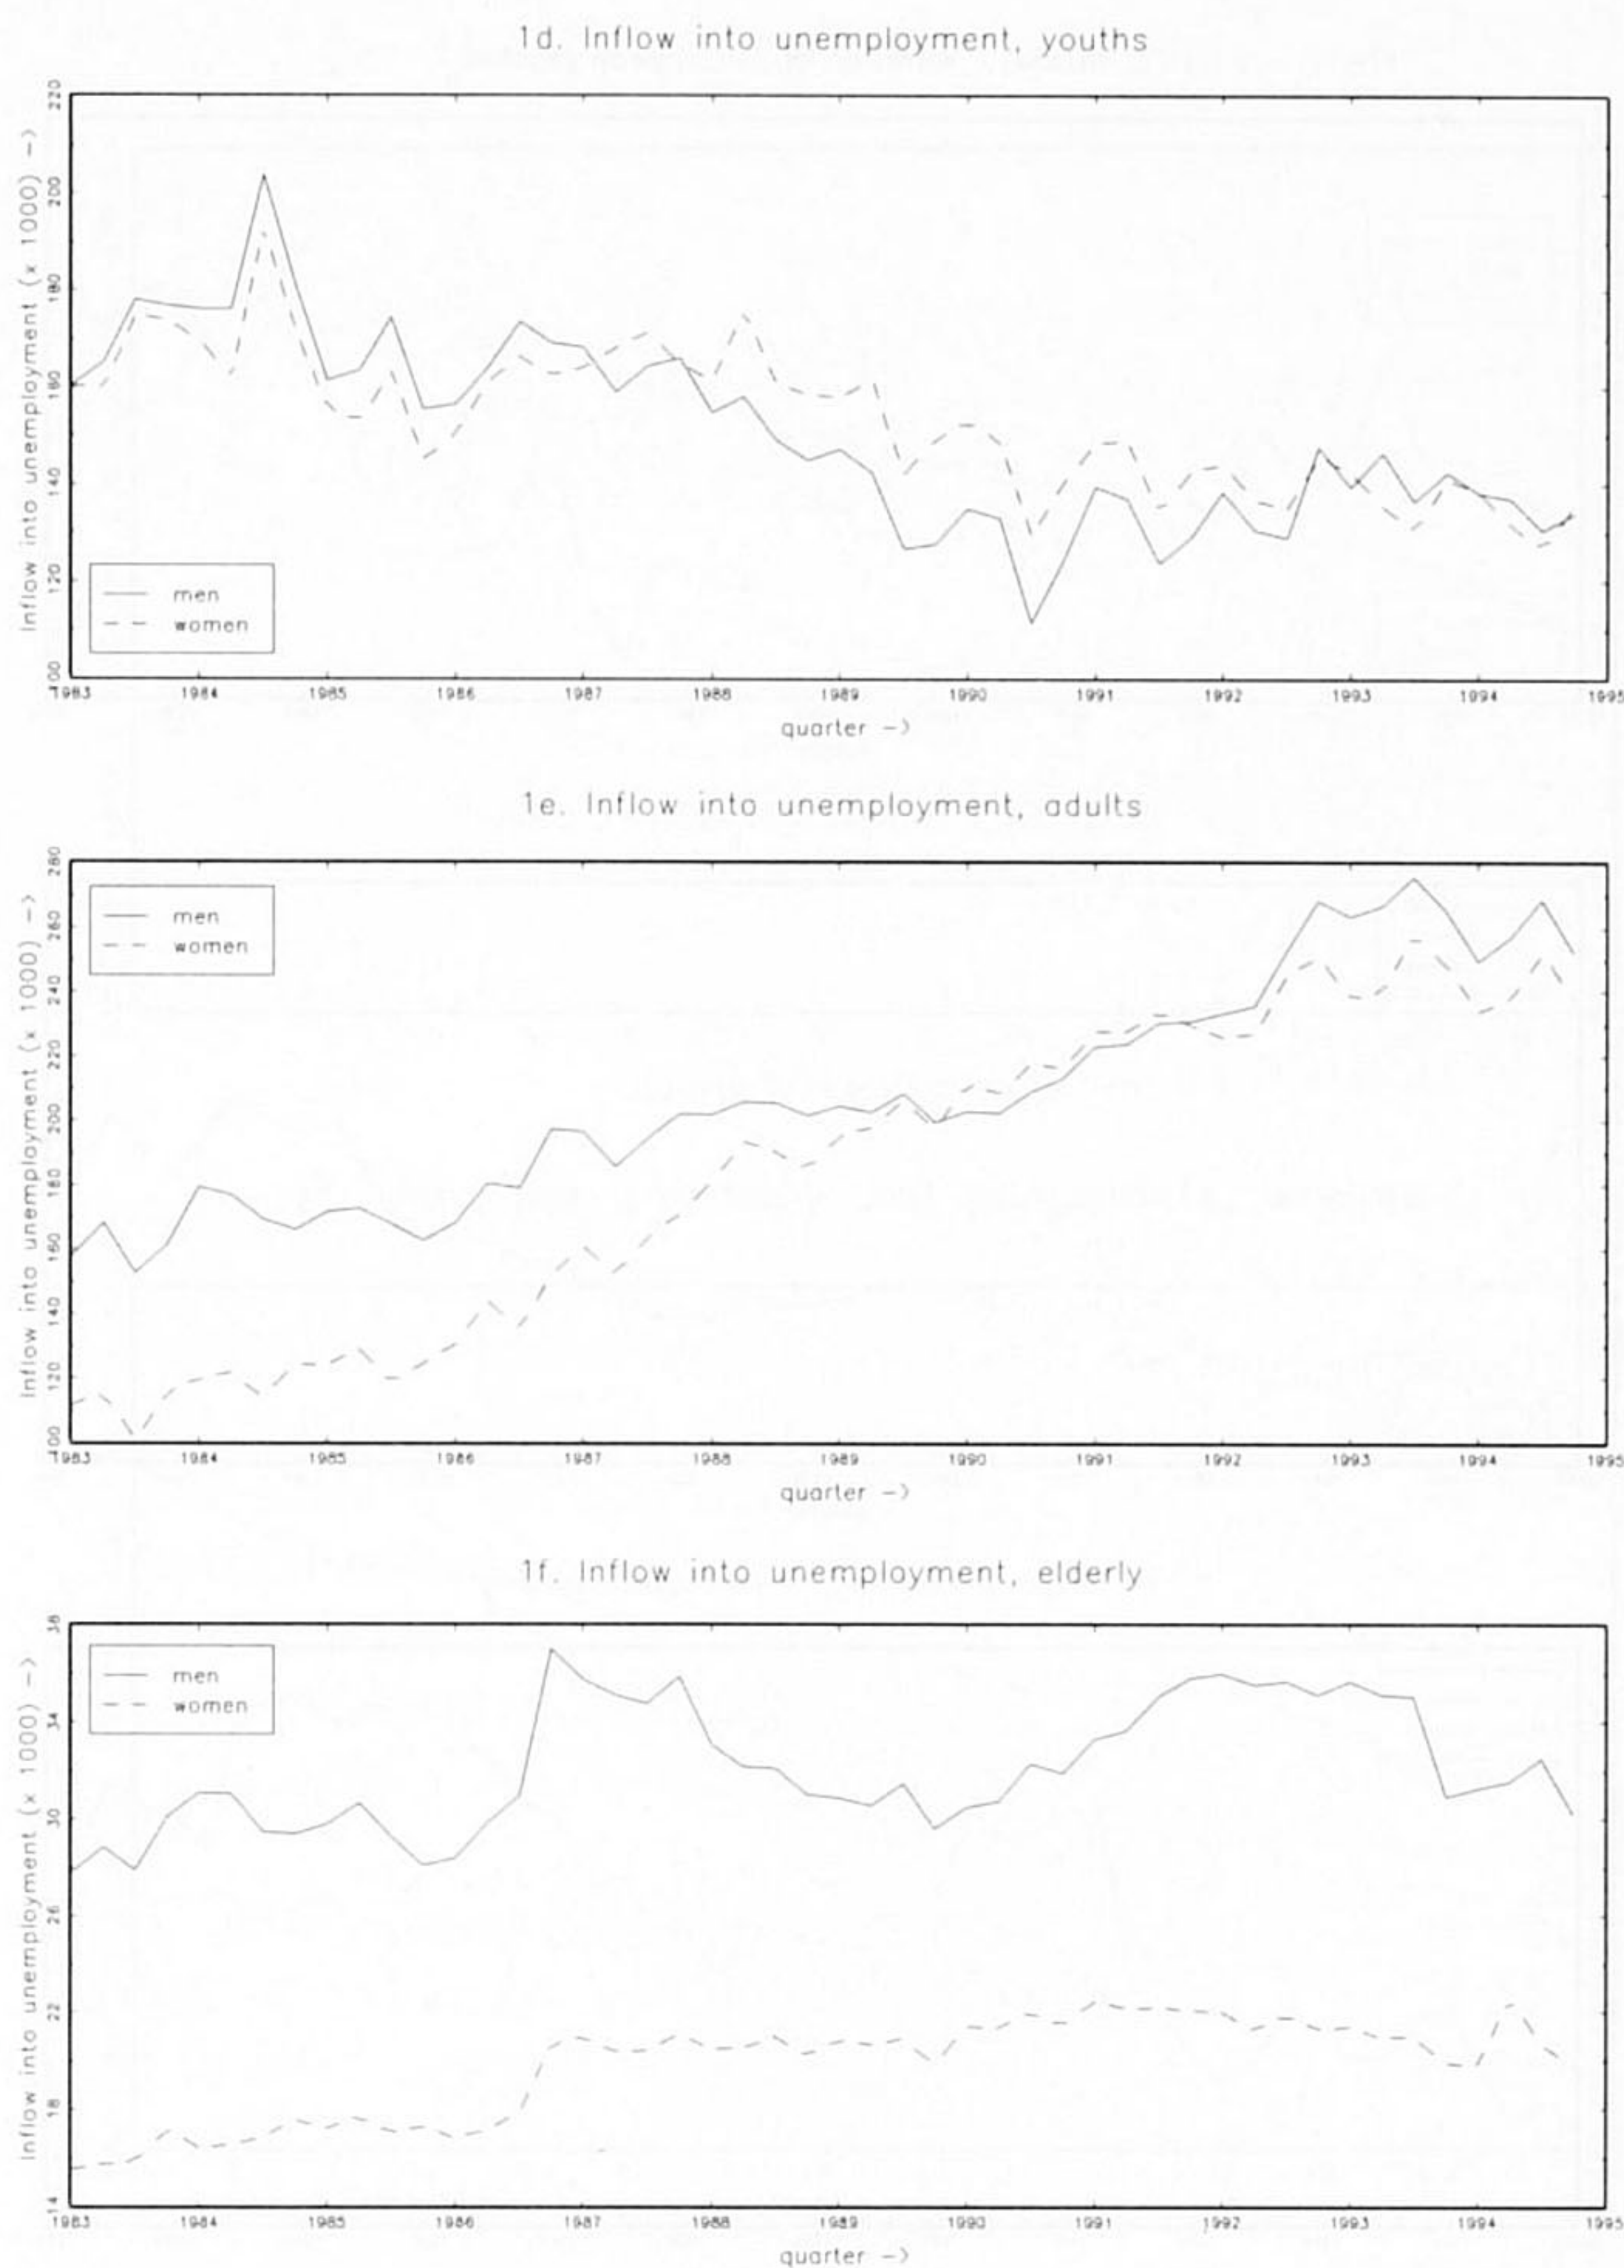 1d. Inflow into unemployment, youths
Inflow into unemployment (x 1000) ->
220
200
180
160
140
120
100
men
women
1983 1984 1985 1986 1987 1988 1989 1990 1991 1992 1993 1994 1995
quarter ->
1e. Inflow into unemployment, adults
Inflow into unemployment (x 1000) ->
280
260
240
220
200
180
160
140
120
100
men
women
1983 1984 1985 1986 1987 1988 1989 1990 1991 1992 1993 1994 1995
quarter ->
1f. Inflow into unemployment, elderly
Inflow into unemployment (x 1000) ->
38
34
30
26
22
18
14
men
women
1983 1984 1985 1986 1987 1988 1989 1990 1991 1992 1993 1994 1995
quarter ->